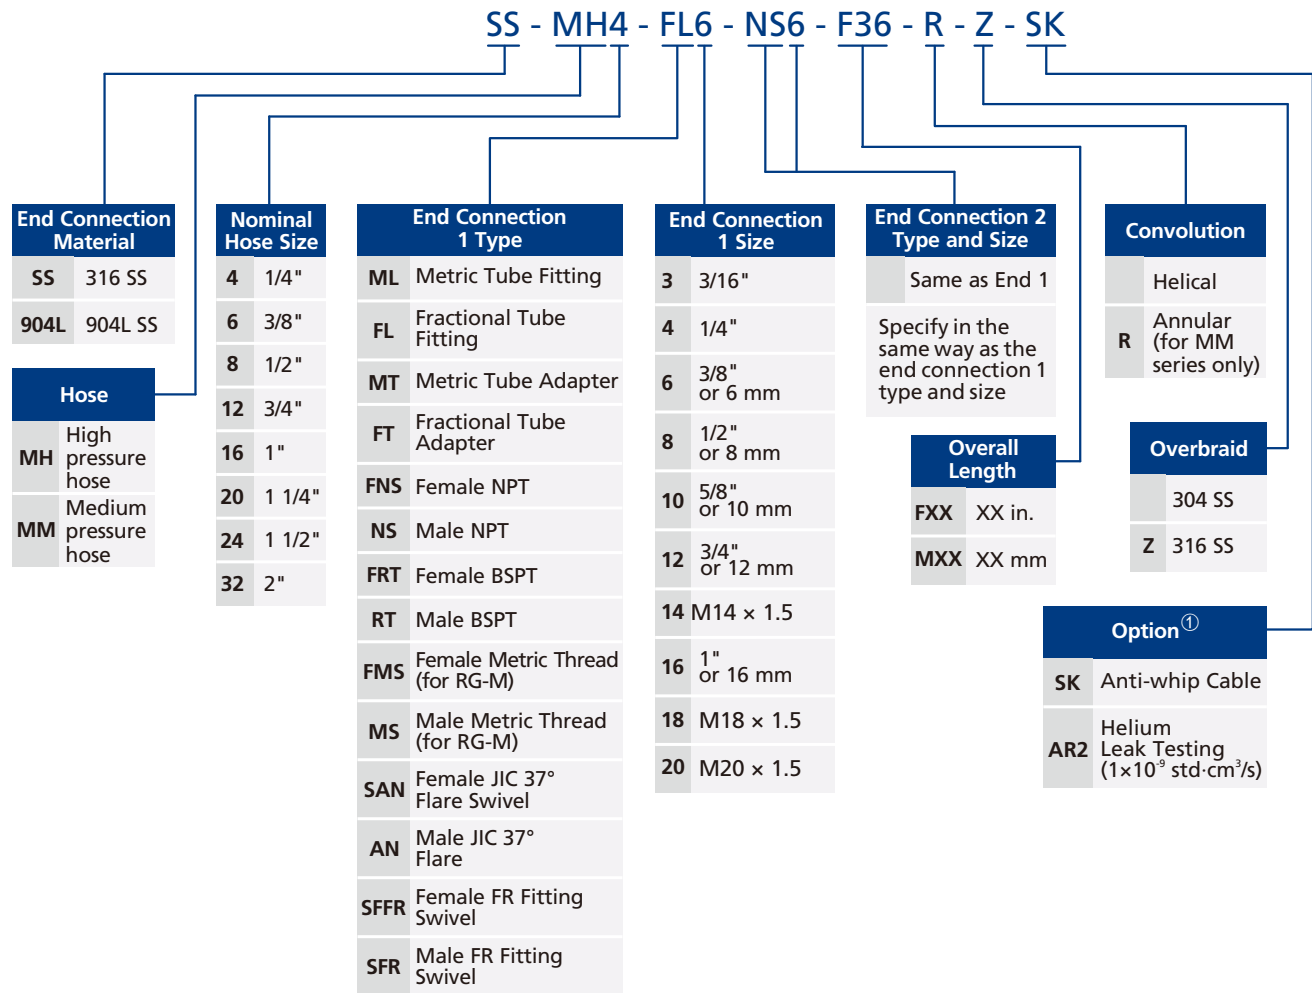 SS - MH4 - FL6 - NS6 - F36 - R - Z - SK
End Connection
Material
SS 316 SS
904L 904L SS
Hose
MH High
pressure
hose
MM Medium
pressure
hose
Nominal
Hose Size
4 1/4"
6 3/8"
8 1/2"
12 3/4"
16 1"
20 1 1/4"
24 1 1/2"
32 2"
End Connection
1 Type
ML Metric Tube Fitting
FL Fractional Tube
Fitting
MT Metric Tube Adapter
FT Fractional Tube
Adapter
FNS Female NPT
NS Male NPT
FRT Female BSPT
RT Male BSPT
FMS Female Metric Thread
(for RG-M)
MS Male Metric Thread
(for RG-M)
SAN Female JIC 37°
Flare Swivel
AN Male JIC 37°
Flare
SFFR Female FR Fitting
Swivel
SFR Male FR Fitting
Swivel
End Connection
1 Size
3 3/16"
4 1/4"
6 3/8"
or 6 mm
8 1/2"
or 8 mm
10 5/8"
or 10 mm
12 3/4"
or 12 mm
14 M14 × 1.5
16 1"
or 16 mm
18 M18 × 1.5
20 M20 × 1.5
End Connection 2
Type and Size
Same as End 1
Specify in the
same way as the
end connection 1
type and size
Overall
Length
FXX XX in.
MXX XX mm
Convolution
Helical
R Annular
(for MM
series only)
Overbraid
304 SS
Z 316 SS
Option①
SK Anti-whip Cable
AR2 Helium
Leak Testing
(1×10⁻⁹ std·cm³/s)